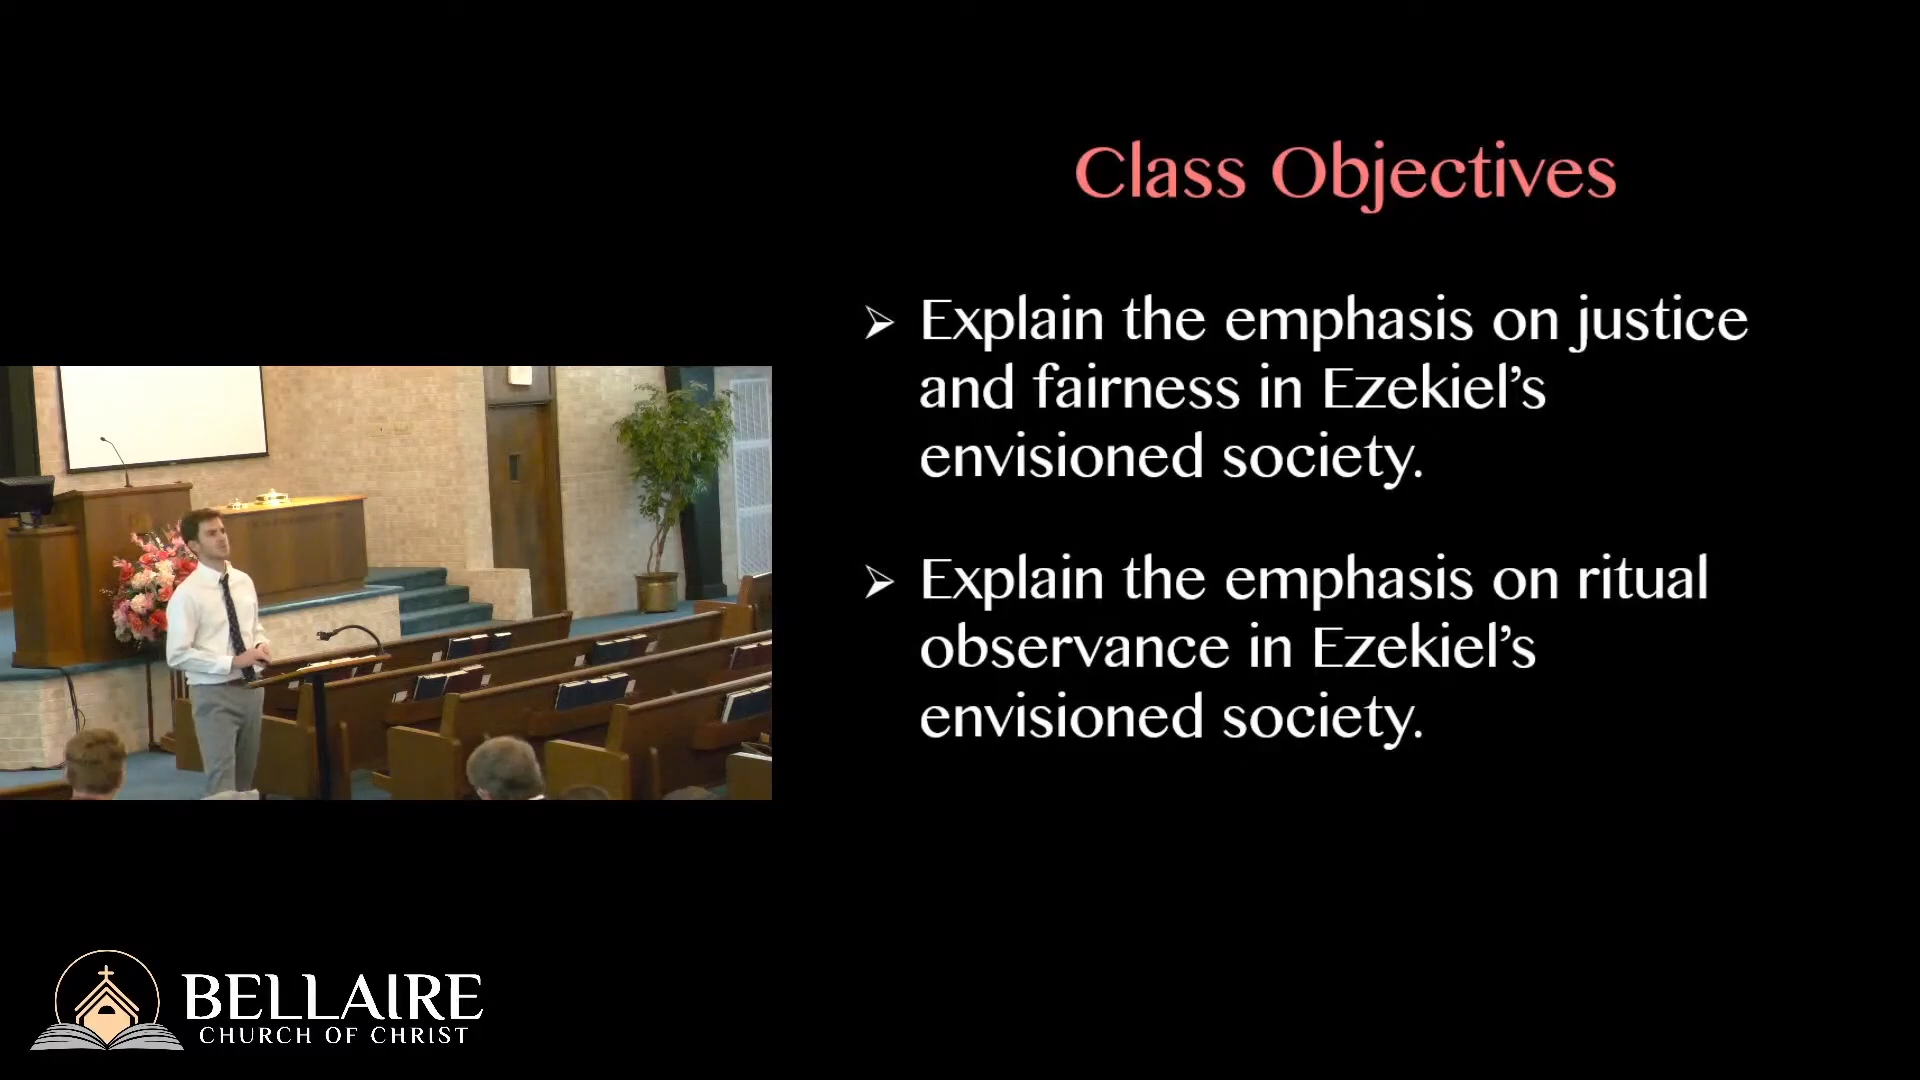 Class Objectives
➢ Explain the emphasis on justice
and fairness in Ezekiel’s
envisioned society.
➢ Explain the emphasis on ritual
observance in Ezekiel’s
envisioned society.
BELLAIRE
CHURCH OF CHRIST